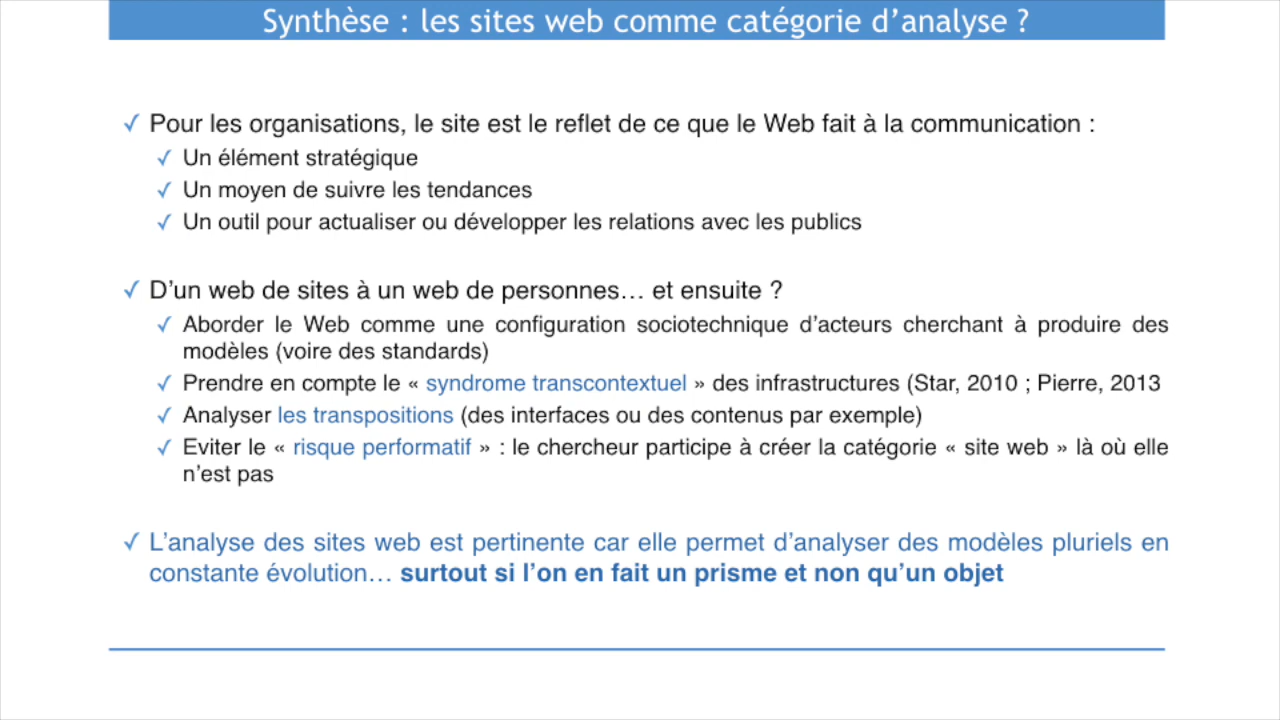 Synthèse : les sites web comme catégorie d’analyse ?
✓ Pour les organisations, le site est le reflet de ce que le Web fait à la communication :
✓ Un élément stratégique
✓ Un moyen de suivre les tendances
✓ Un outil pour actualiser ou développer les relations avec les publics
✓ D’un web de sites à un web de personnes… et ensuite ?
✓ Aborder le Web comme une configuration sociotechnique d’acteurs cherchant à produire des
modèles (voire des standards)
✓ Prendre en compte le « syndrome transcontextuel » des infrastructures (Star, 2010 ; Pierre, 2013
✓ Analyser les transpositions (des interfaces ou des contenus par exemple)
✓ Eviter le « risque performatif » : le chercheur participe à créer la catégorie « site web » là où elle
n’est pas
✓ L’analyse des sites web est pertinente car elle permet d’analyser des modèles pluriels en
constante évolution… surtout si l’on en fait un prisme et non qu’un objet